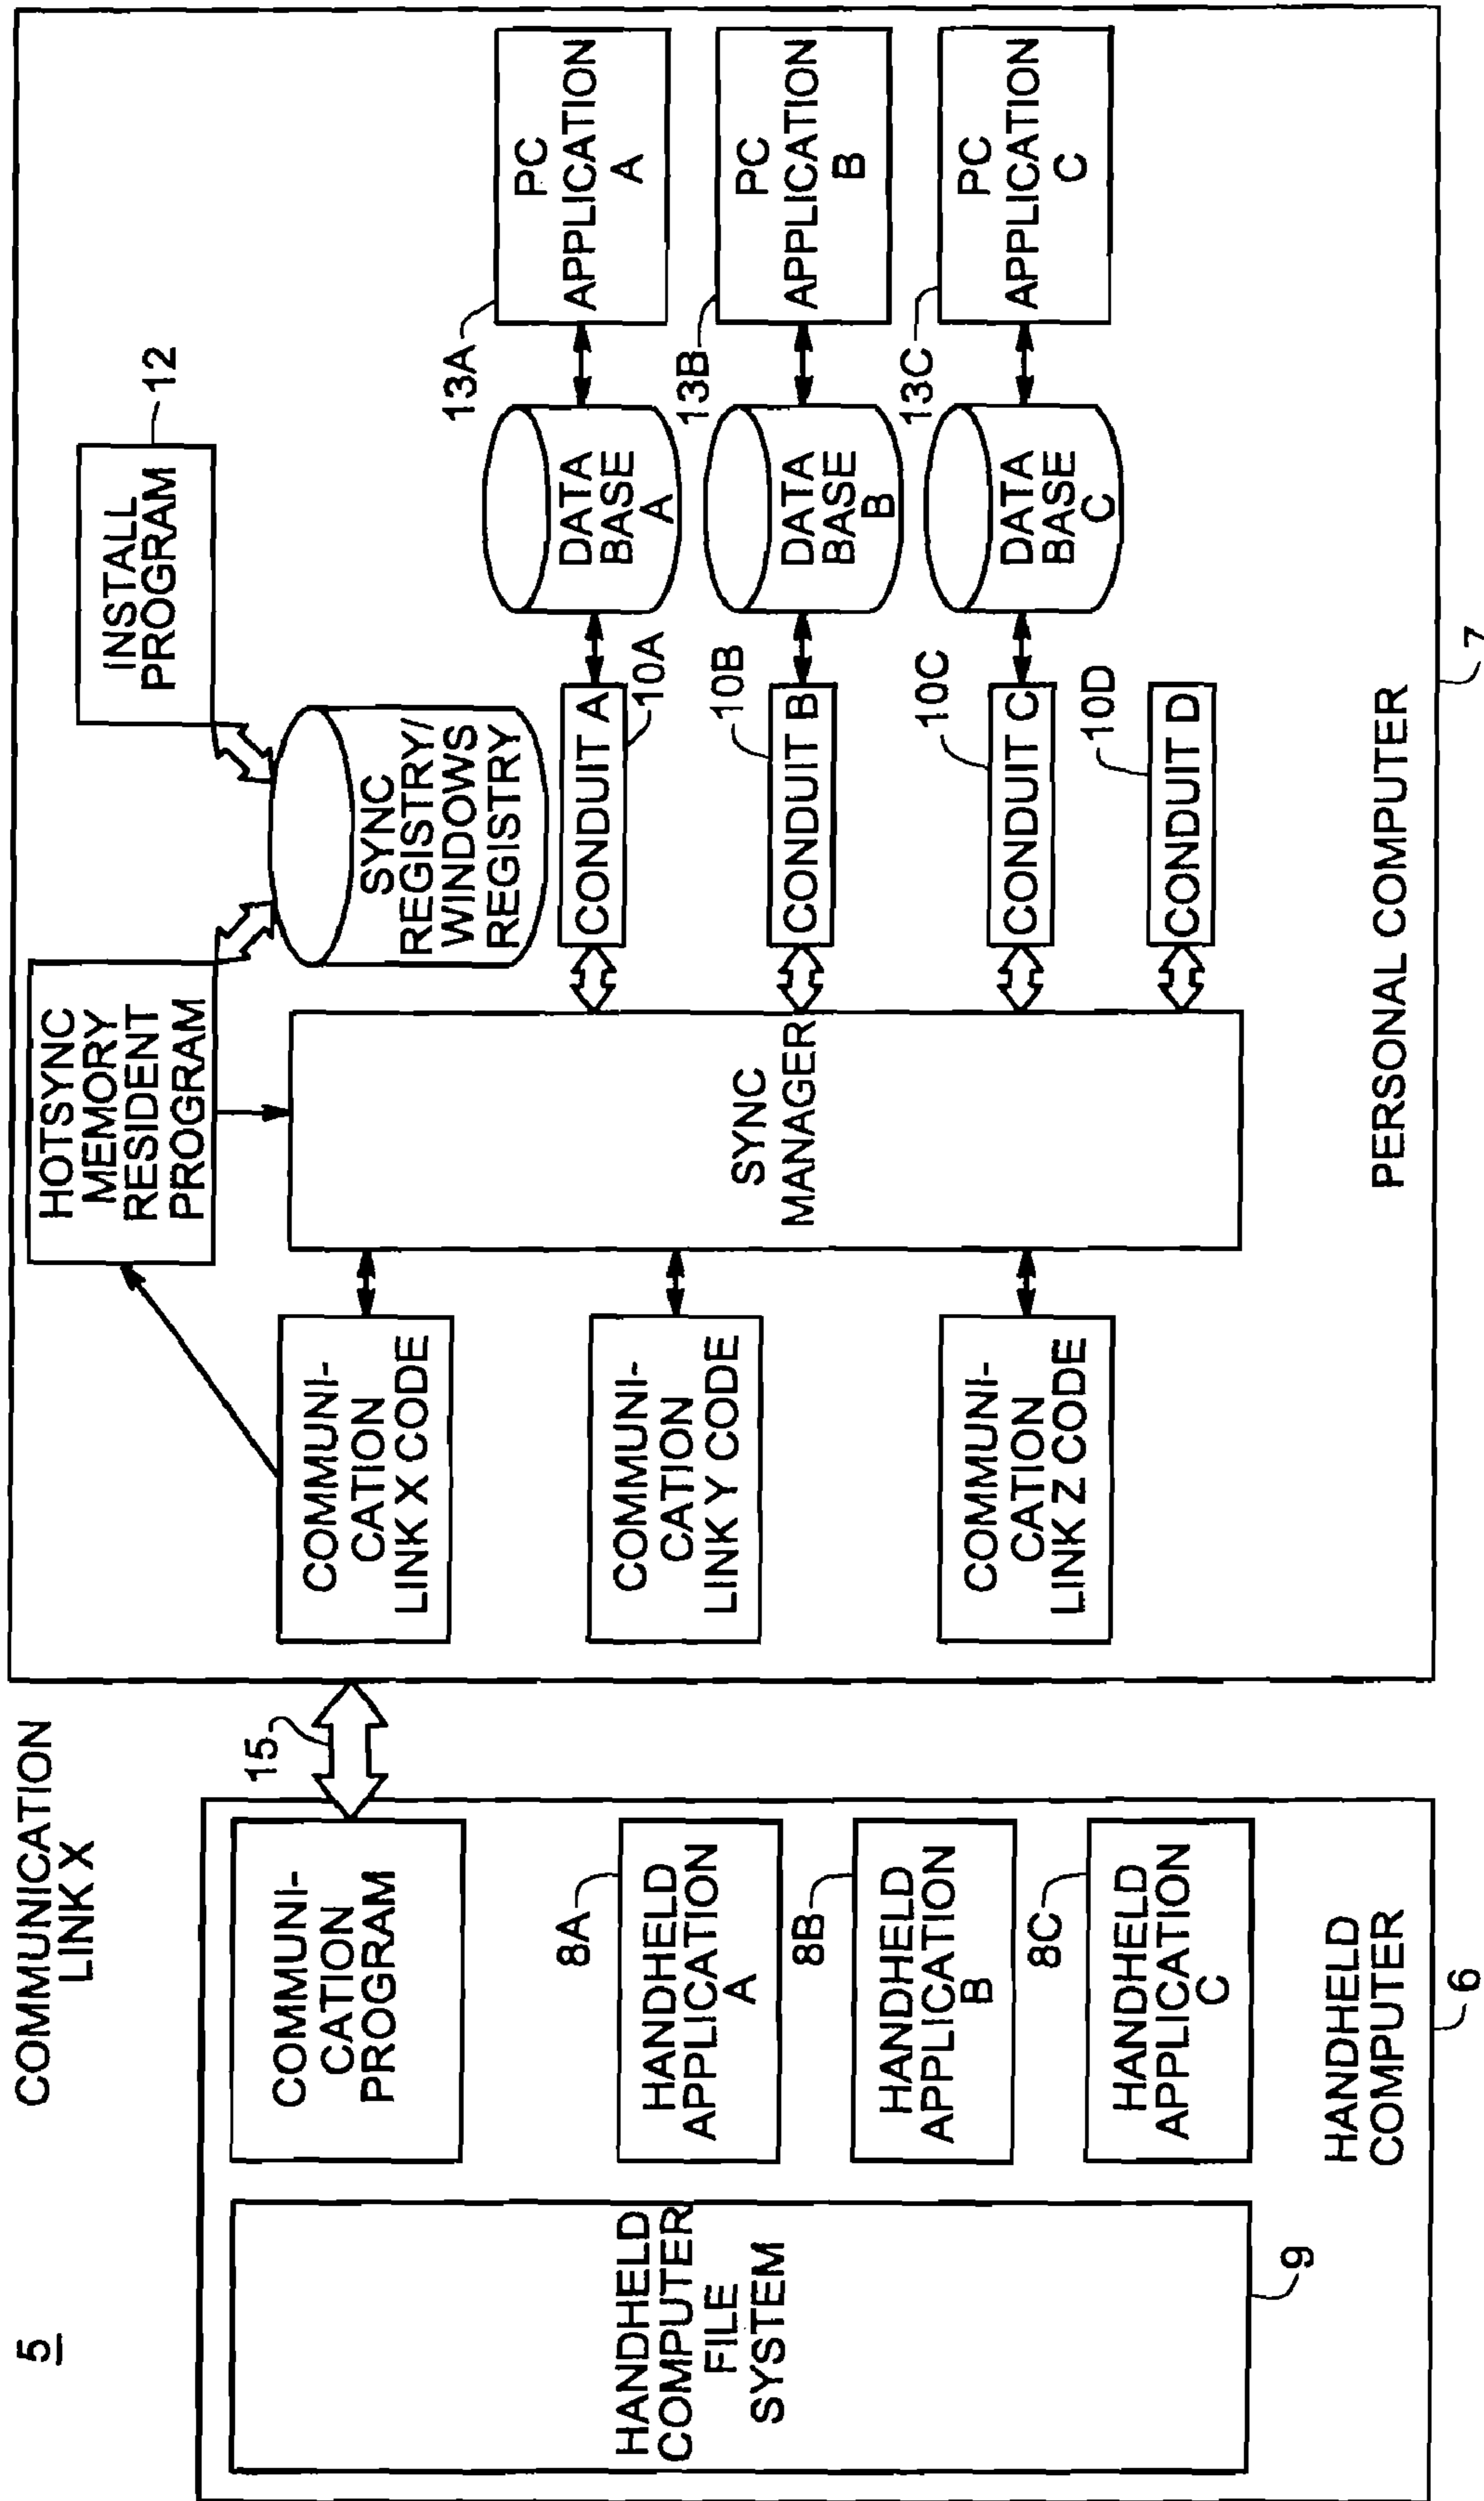 5
COMMUNICATION
LINK X
15
HANDHELD
COMPUTER
FILE
SYSTEM
9
COMMUNI-
CATION
PROGRAM
8A
HANDHELD
APPLICATION
A
8B
HANDHELD
APPLICATION
B
8C
HANDHELD
APPLICATION
C
HANDHELD
COMPUTER
6
HOTSYNC
MEMORY
RESIDENT
PROGRAM
INSTALL
PROGRAM
12
SYNC
REGISTRY/
WINDOWS
REGISTRY
COMMUNI-
CATION
LINK X CODE
COMMUNI-
CATION
LINK Y CODE
COMMUNI-
CATION
LINK Z CODE
SYNC
MANAGER
CONDUIT A
10A
CONDUIT B
10B
CONDUIT C
10C
CONDUIT D
10D
DATA
BASE
A
DATA
BASE
B
DATA
BASE
C
13A
PC
APPLICATION
A
13B
PC
APPLICATION
B
13C
PC
APPLICATION
C
PERSONAL COMPUTER
7